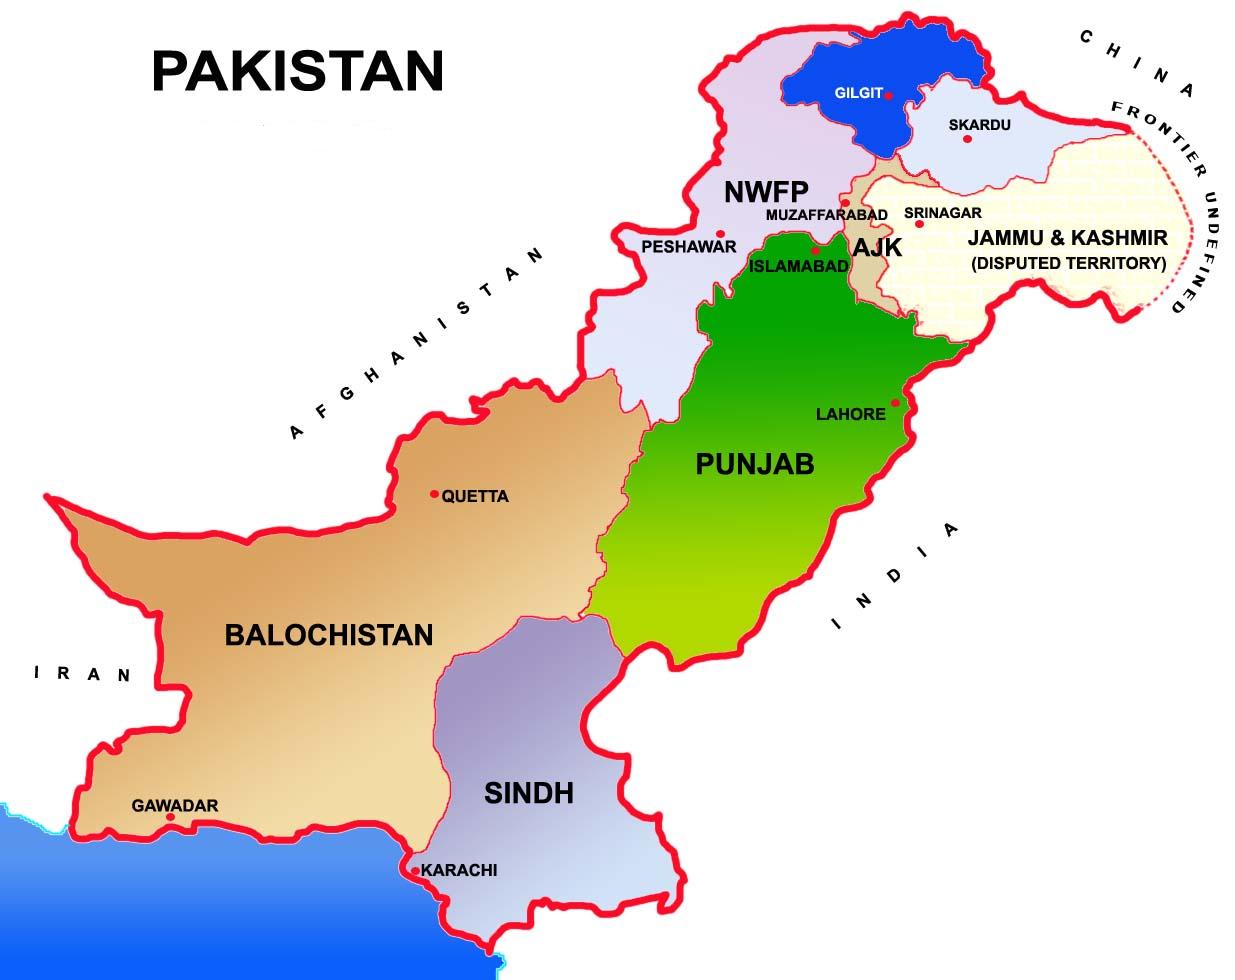 PAKISTAN
CHINA
FRONTIER UNDEFINED
GILGIT
SKARDU
NWFP
MUZAFFARABAD
SRINAGAR
PESHAWAR
AJK
JAMMU & KASHMIR
(DISPUTED TERRITORY)
ISLAMABAD
AFGHANISTAN
LAHORE
PUNJAB
QUETTA
INDIA
BALOCHISTAN
IRAN
SINDH
GAWADAR
KARACHI